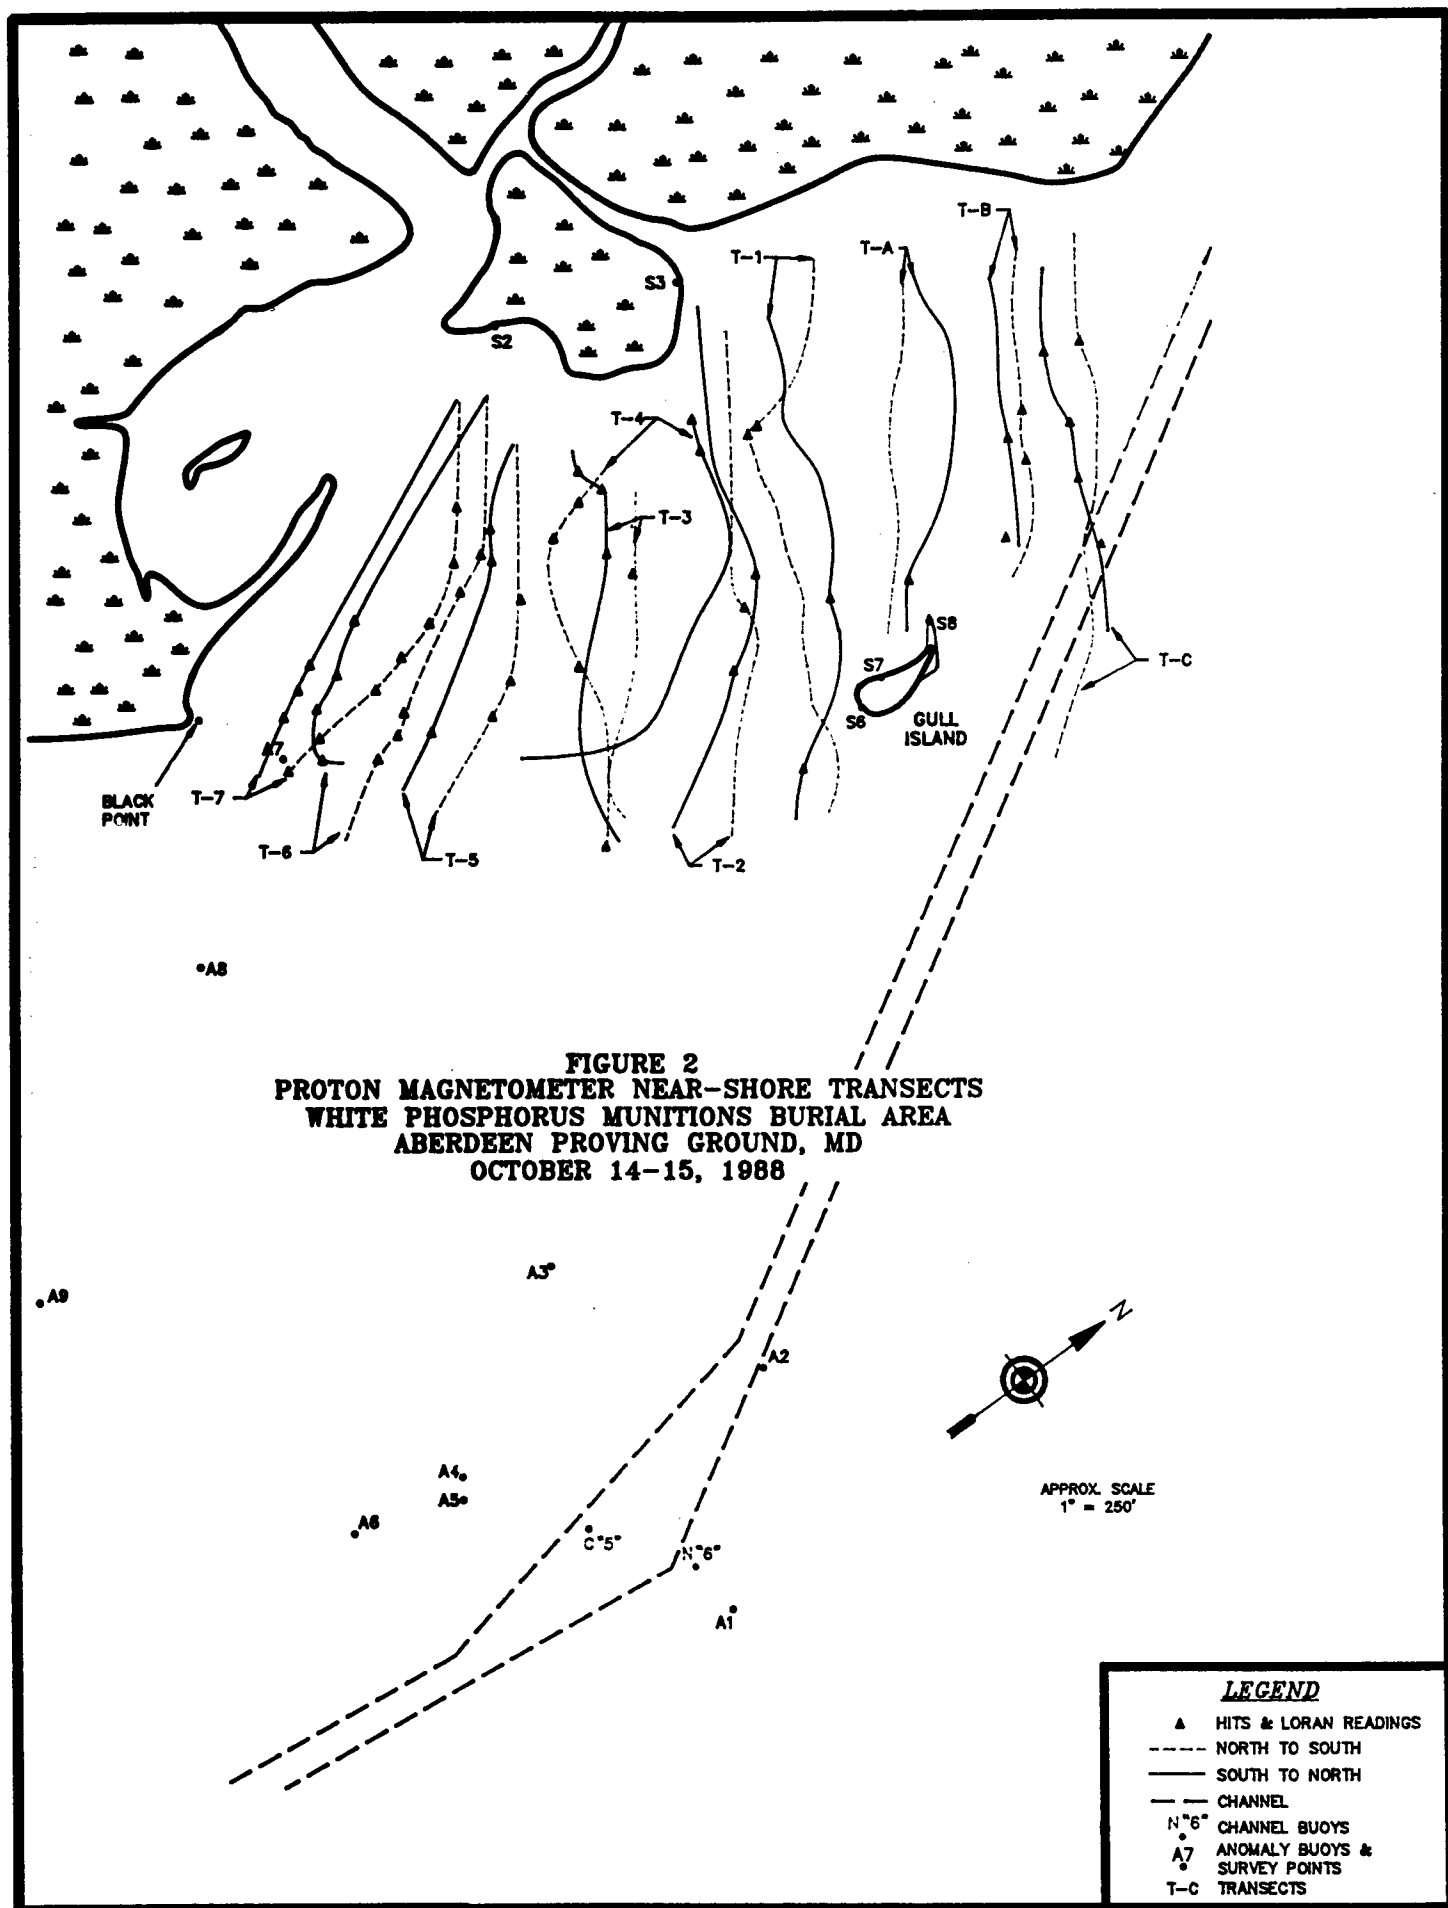 T-B
T-A
T-1
S3
S2
T-4
T-3
S8
S7
T-C
S6
GULL
ISLAND
A7
BLACK
POINT
T-7
T-6
T-5
T-2
A8
FIGURE 2
PROTON MAGNETOMETER NEAR-SHORE TRANSECTS
WHITE PHOSPHORUS MUNITIONS BURIAL AREA
ABERDEEN PROVING GROUND, MD
OCTOBER 14-15, 1988
A3
A9
N
A2
A4
A5
APPROX. SCALE
1" = 250'
A6
C"5"
N"6"
A1
LEGEND
HITS & LORAN READINGS
NORTH TO SOUTH
SOUTH TO NORTH
CHANNEL
N"6" CHANNEL BUOYS
A7 ANOMALY BUOYS &
SURVEY POINTS
T-C TRANSECTS